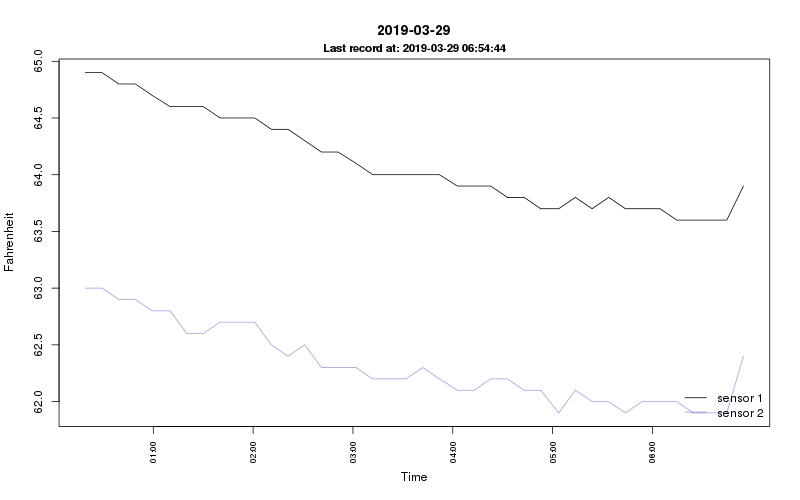 2019-03-29
Last record at: 2019-03-29 06:54:44
Fahrenheit
65.0
64.5
64.0
63.5
63.0
62.5
62.0
sensor 1
sensor 2
01:00 02:00 03:00 04:00 05:00 06:00
Time